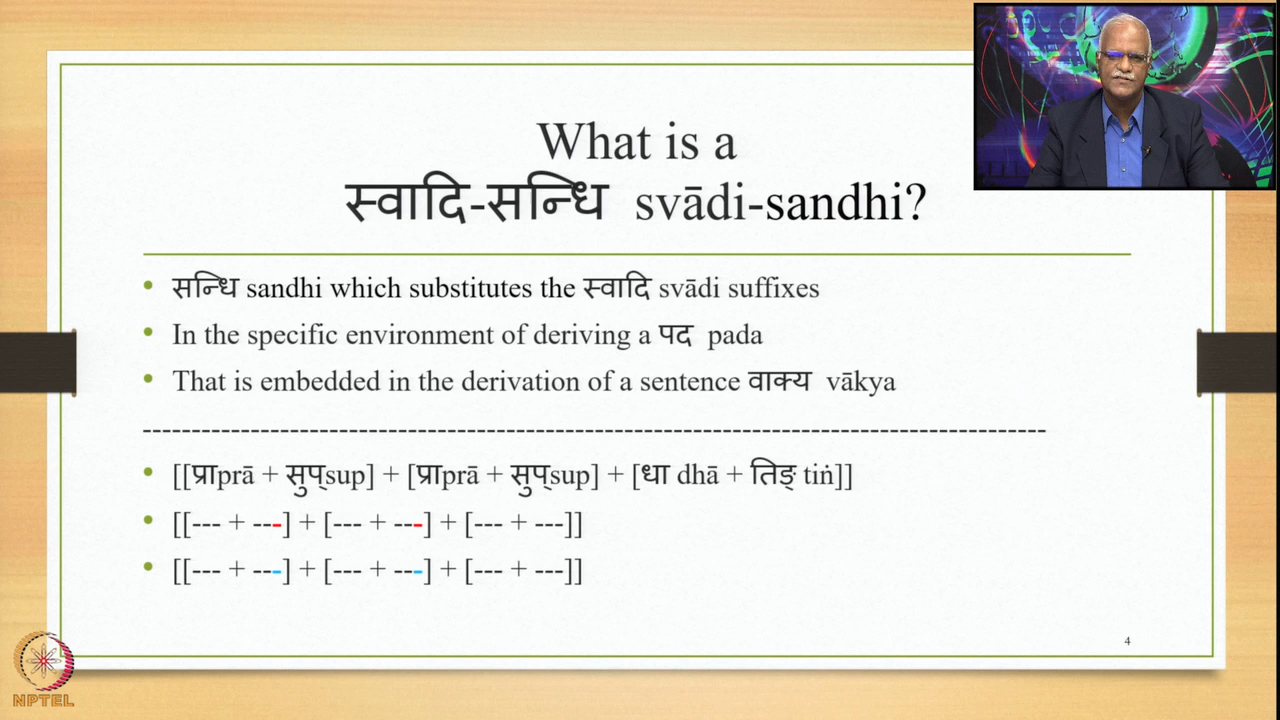 What is a
स्वादि-सन्धि svādi-sandhi?
• सन्धि sandhi which substitutes the स्वादि svādi suffixes
• In the specific environment of deriving a पद pada
• That is embedded in the derivation of a sentence वाक्य vākya
--------------------------------------------------------------------------------------------
• [[प्राprā + सुप्sup] + [प्राprā + सुप्sup] + [धा dhā + तिङ् tiṅ]]
• [[--- + ---] + [--- + ---] + [--- + ---]]
• [[--- + ---] + [--- + ---] + [--- + ---]]
4
NPTEL